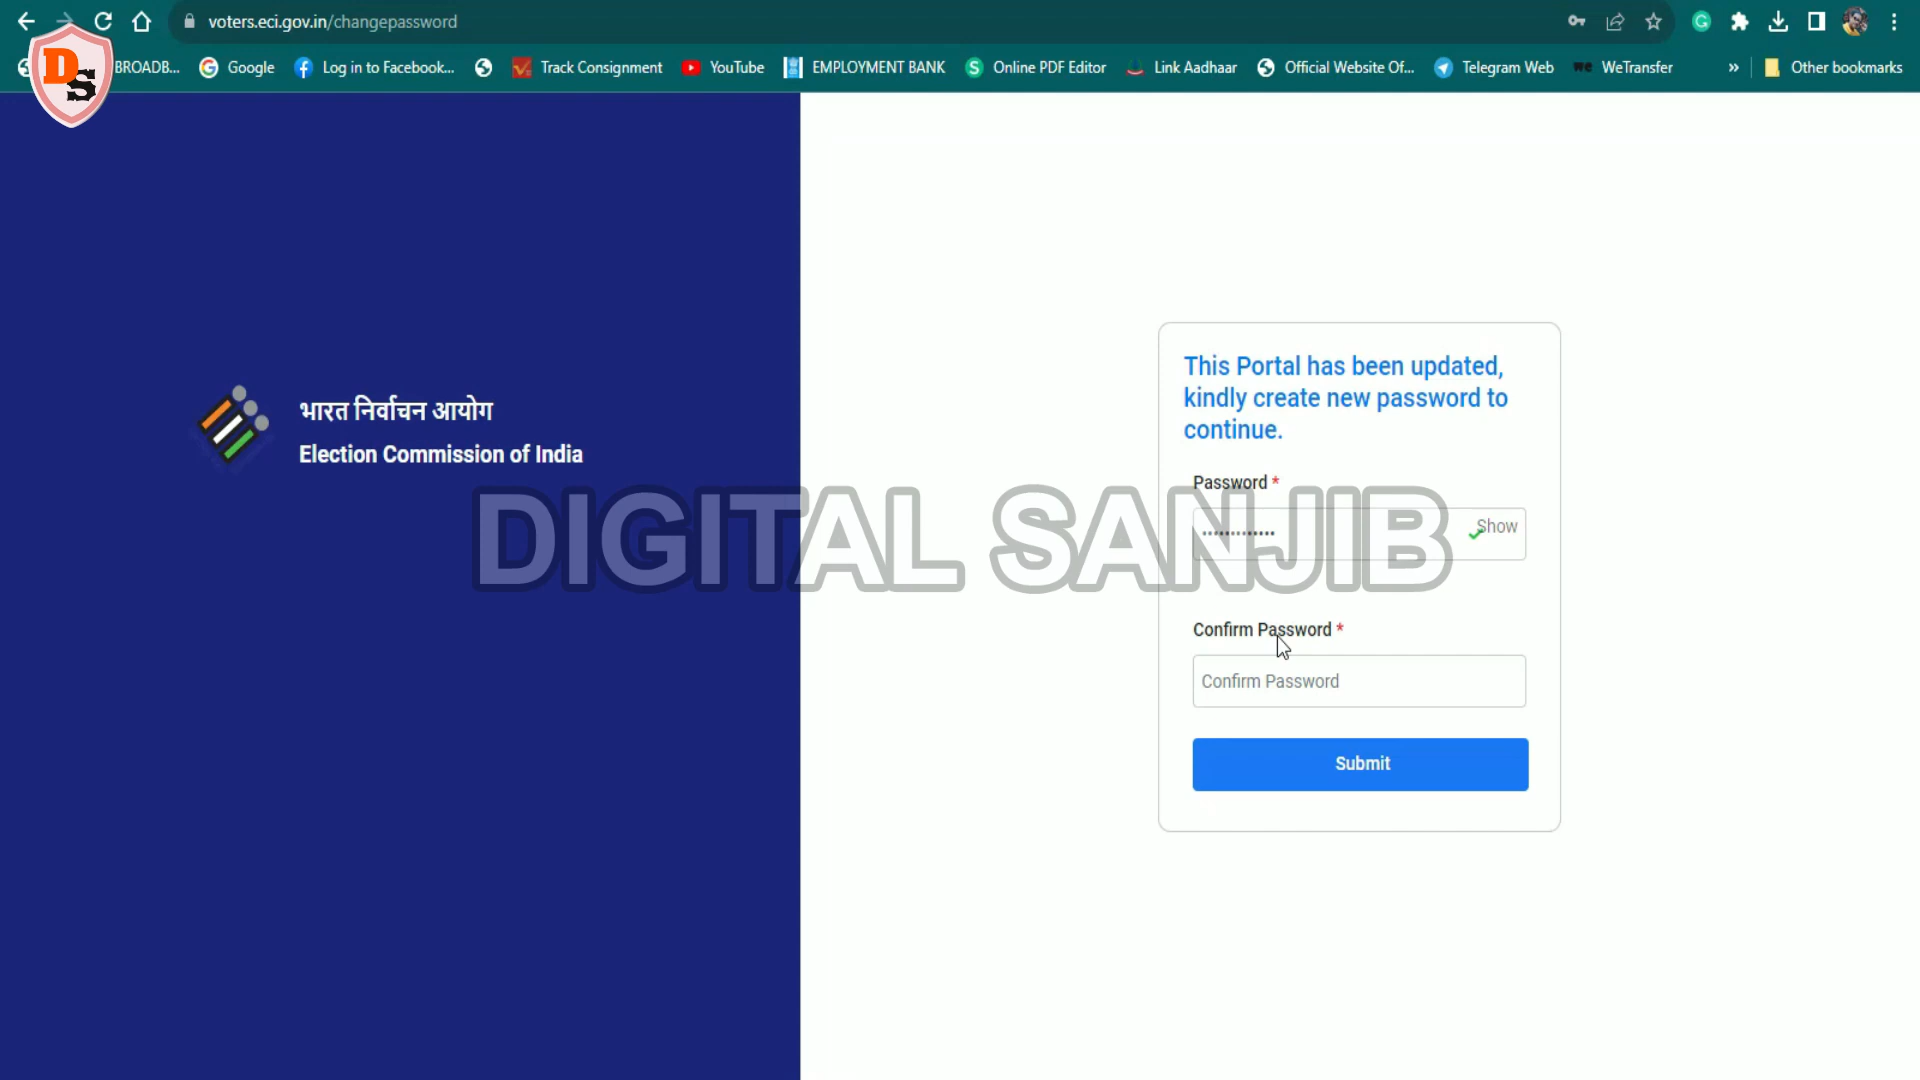 voters.eci.gov.in/changepassword
DS
BROADB...
Google
Log in to Facebook...
Track Consignment
YouTube
EMPLOYMENT BANK
Online PDF Editor
Link Aadhaar
Official Website Of...
Telegram Web
we WeTransfer
»
Other bookmarks
भारत निर्वाचन आयोग
Election Commission of India
This Portal has been updated,
kindly create new password to
continue.
Password *
Show
DIGITAL SANJIB
Confirm Password *
Confirm Password
Submit